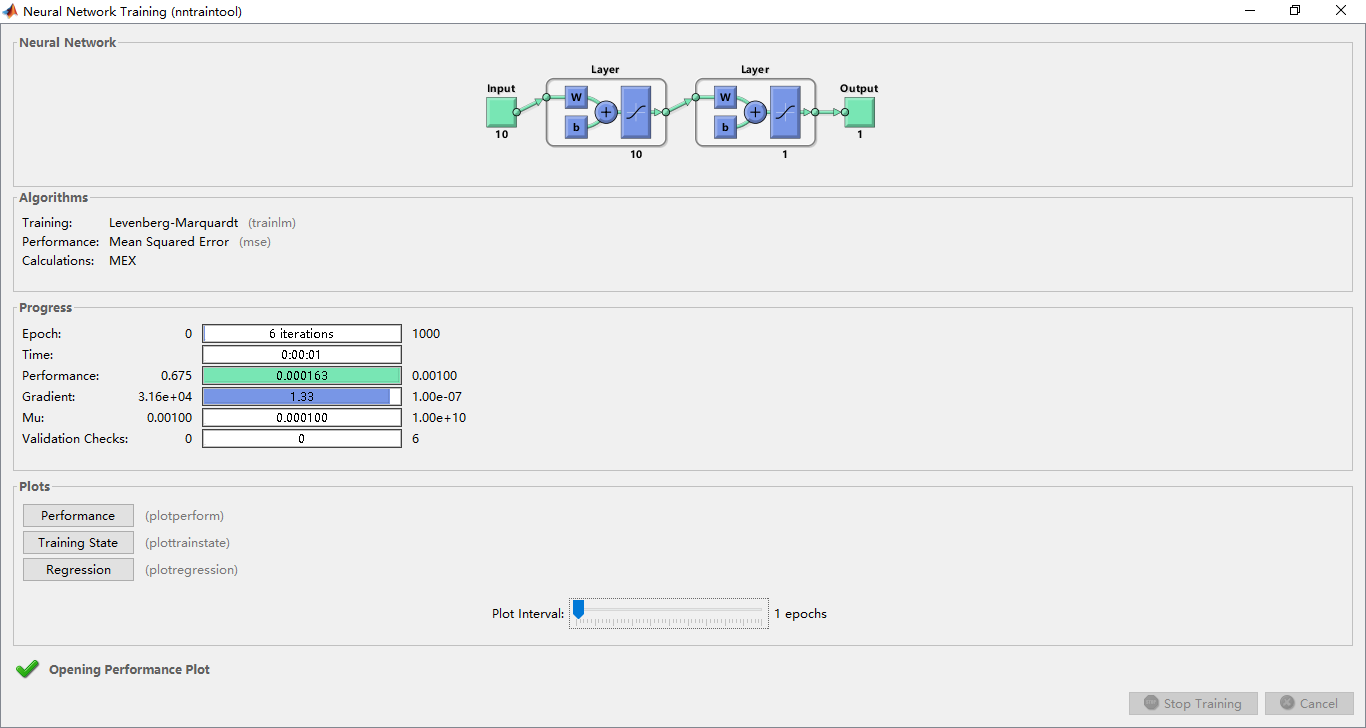 Neural Network Training (nntraintool)
Neural Network
Layer Layer
Input Output
W W
b b
10 1
10 1
Algorithms
Training: Levenberg-Marquardt (trainlm)
Performance: Mean Squared Error (mse)
Calculations: MEX
Progress
Epoch: 0 6 iterations 1000
Time: 0:00:01
Performance: 0.675 0.000163 0.00100
Gradient: 3.16e+04 1.33 1.00e-07
Mu: 0.00100 0.000100 1.00e+10
Validation Checks: 0 0 6
Plots
Performance (plotperform)
Training State (plottrainstate)
Regression (plotregression)
Plot Interval: 1 epochs
Opening Performance Plot
Stop Training Cancel